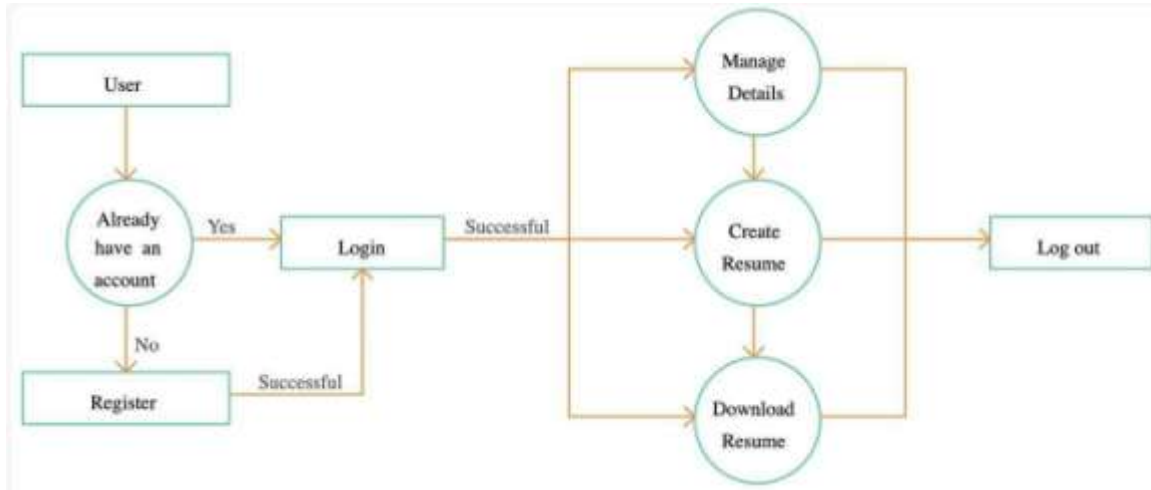 User
Already
have an
account
Yes
No
Register
Successful
Login
Successful
Manage
Details
Create
Resume
Download
Resume
Log out